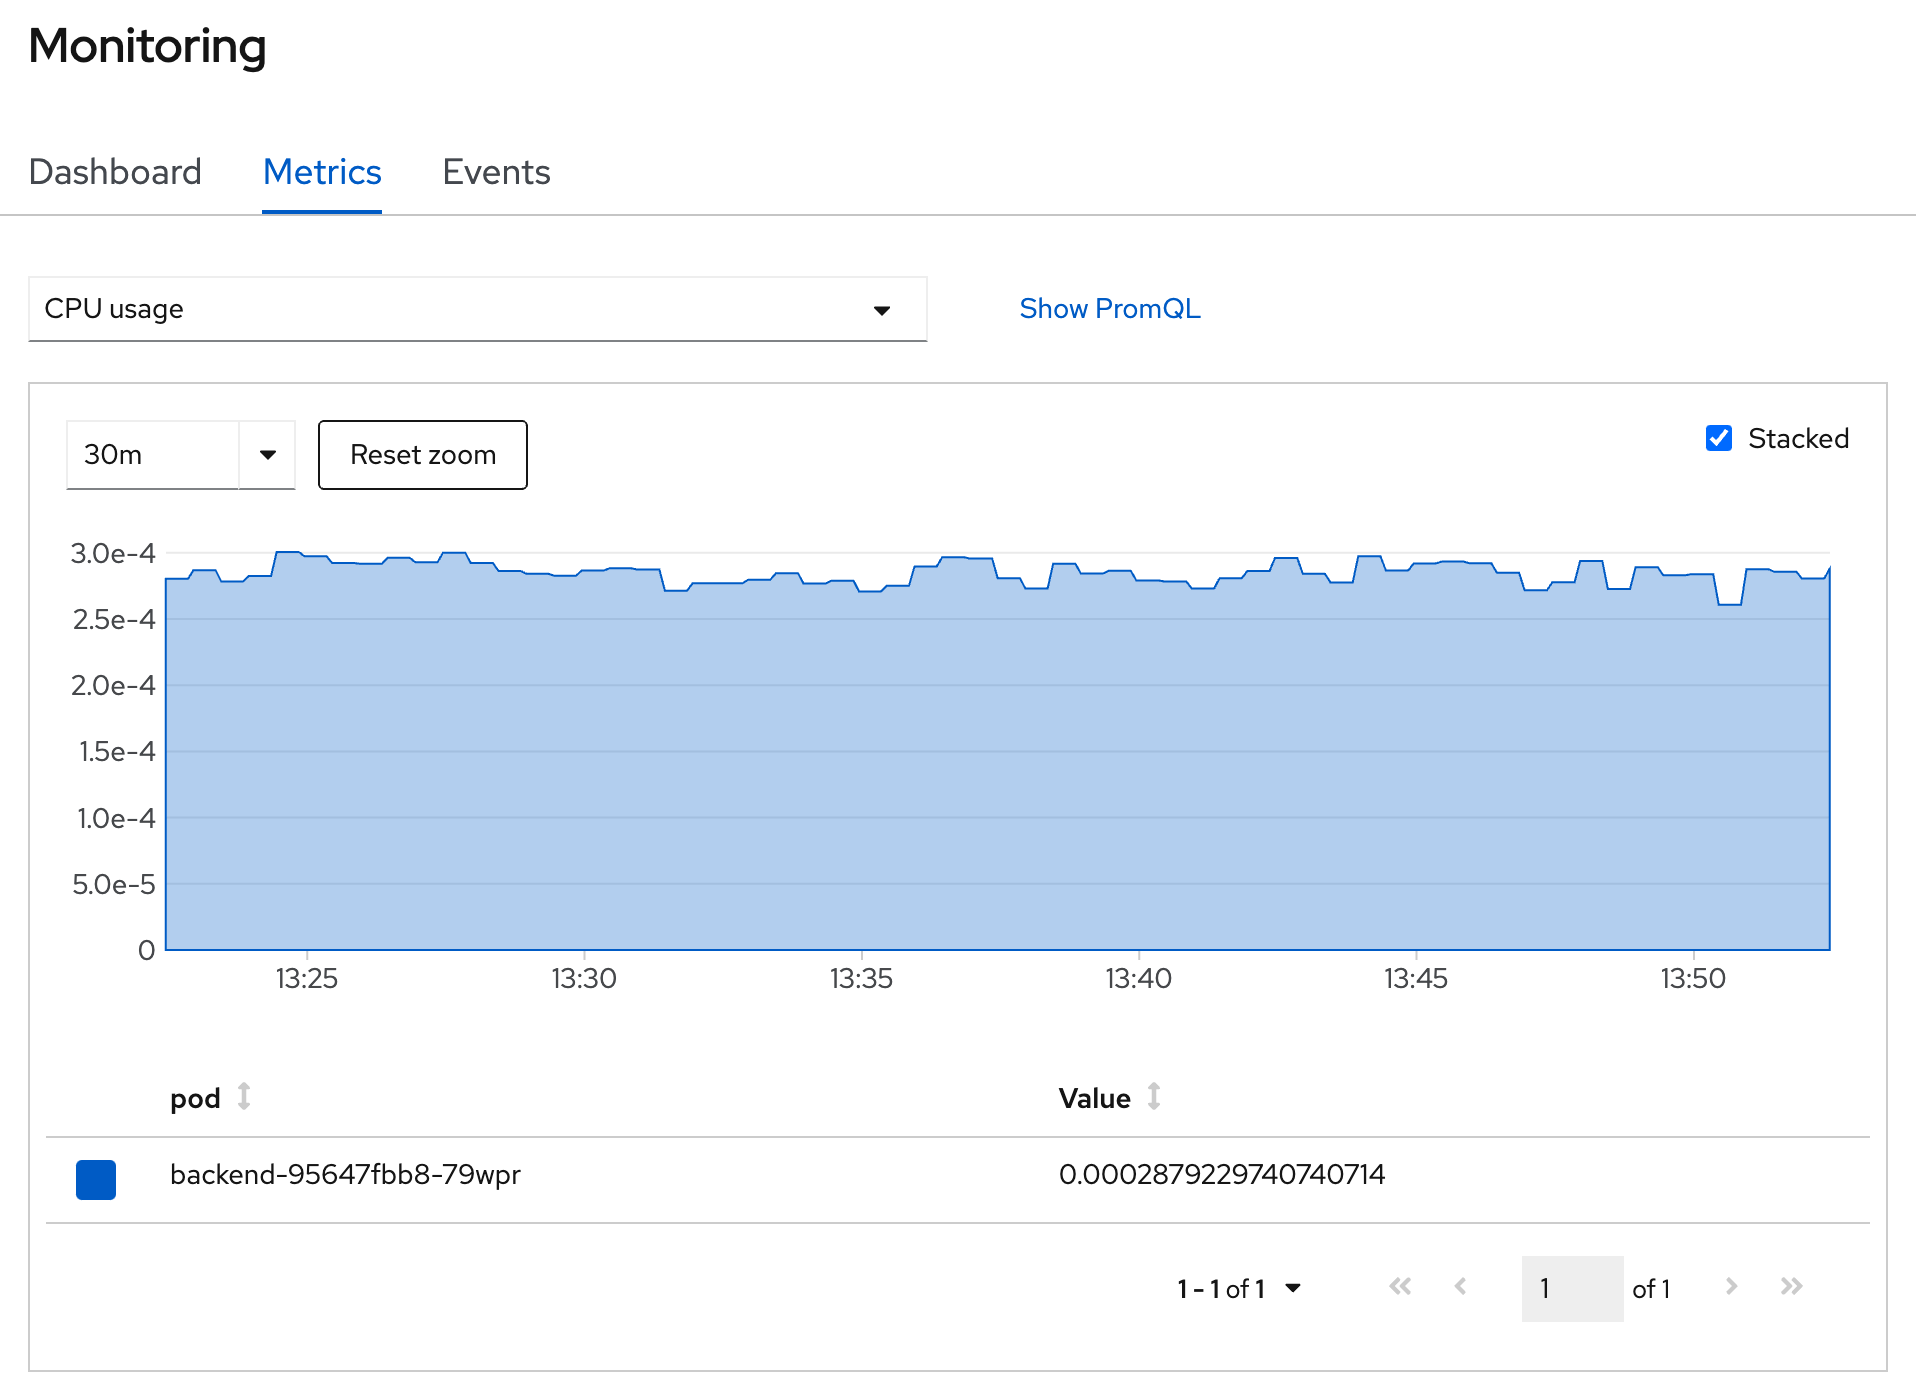 Monitoring
Dashboard Metrics Events
CPU usage Show PromQL
30m Reset zoom Stacked
3.0e-4
2.5e-4
2.0e-4
1.5e-4
1.0e-4
5.0e-5
0
13:25 13:30 13:35 13:40 13:45 13:50
pod Value
backend-95647fbb8-79wpr 0.0002879229740740714
1 - 1 of 1 1 of 1